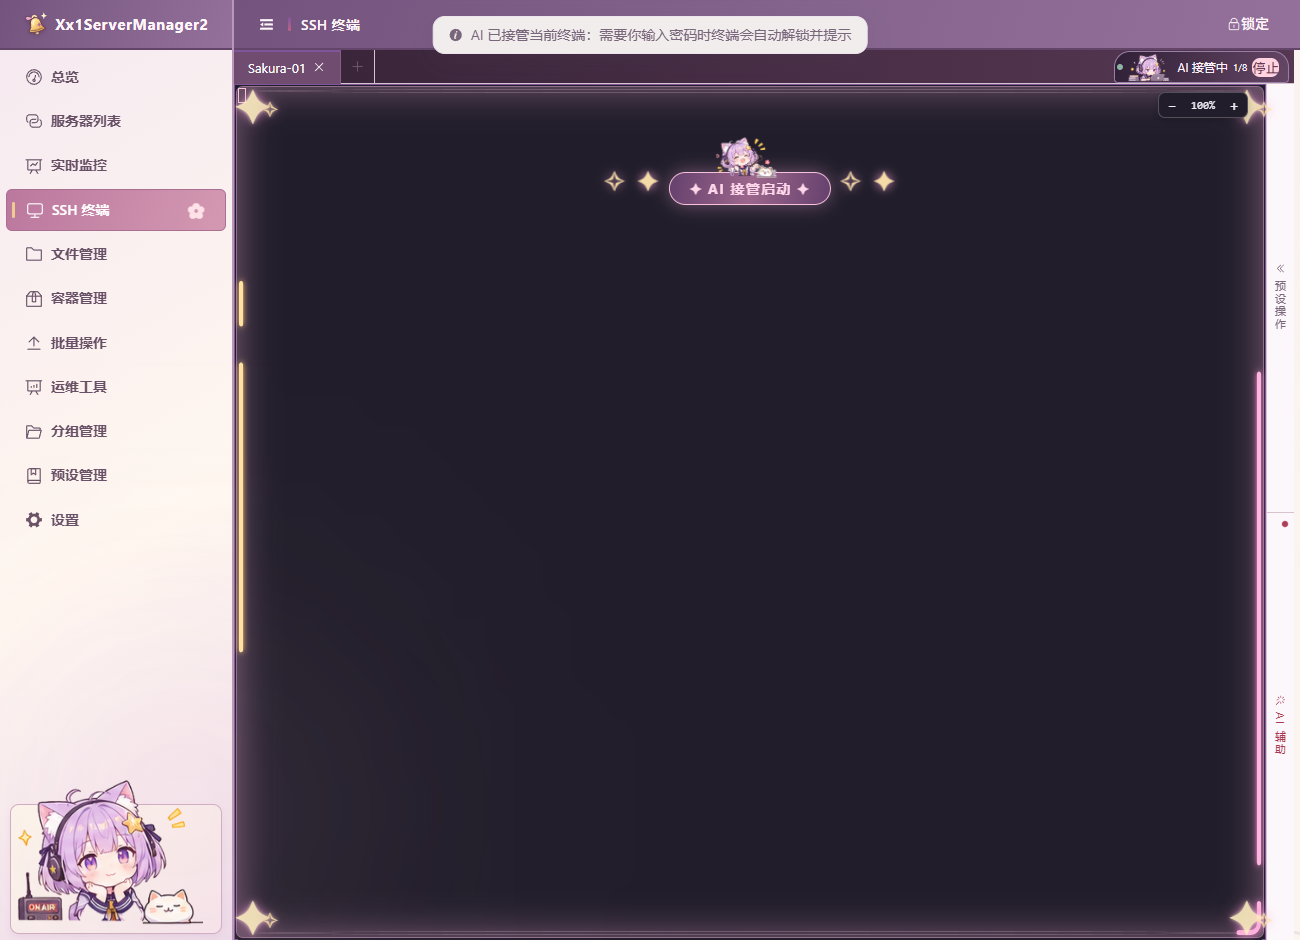 Xx1ServerManager2
SSH 终端
AI 已接管当前终端：需要你输入密码时终端会自动解锁并提示
锁定
Sakura-01
AI 接管中 1/8 停止
总览
服务器列表
实时监控
SSH 终端
文件管理
容器管理
批量操作
运维工具
分组管理
预设管理
设置
100%
AI 接管启动
预设操作
AI 辅助
ON AIR